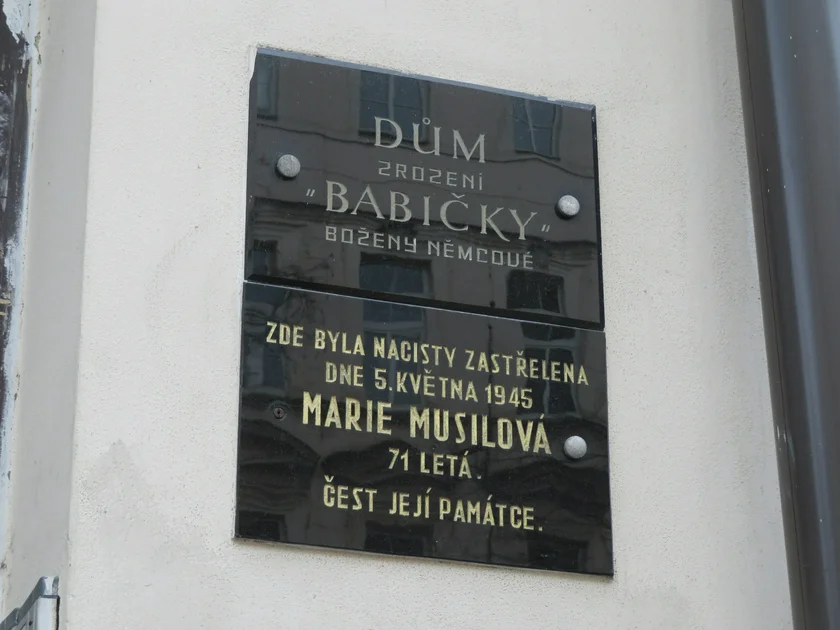 DŮM
ZROZENÍ
"BABIČKY"
BOŽENY NĚMCOVÉ
ZDE BYLA NACISTY ZASTŘELENA
DNE 5. KVĚTNA 1945
MARIE MUSILOVÁ
71 LETÁ.
ČEST JEJÍ PAMÁTCE.